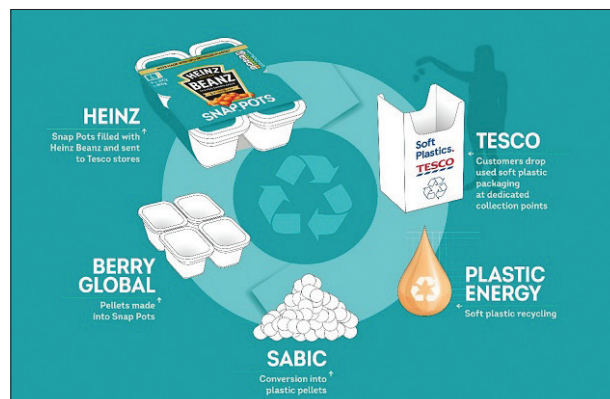 HEINZ
Snap Pots filled with
Heinz Beanz and sent
to Tesco stores
HEINZ
BEANZ
SNAP POTS
Soft
Plastics.
TESCO
TESCO
Customers drop
used soft plastic
packaging
at dedicated
collection points
BERRY
GLOBAL
Pellets made
into Snap Pots
PLASTIC
ENERGY
Soft plastic recycling
SABIC
Conversion into
plastic pellets